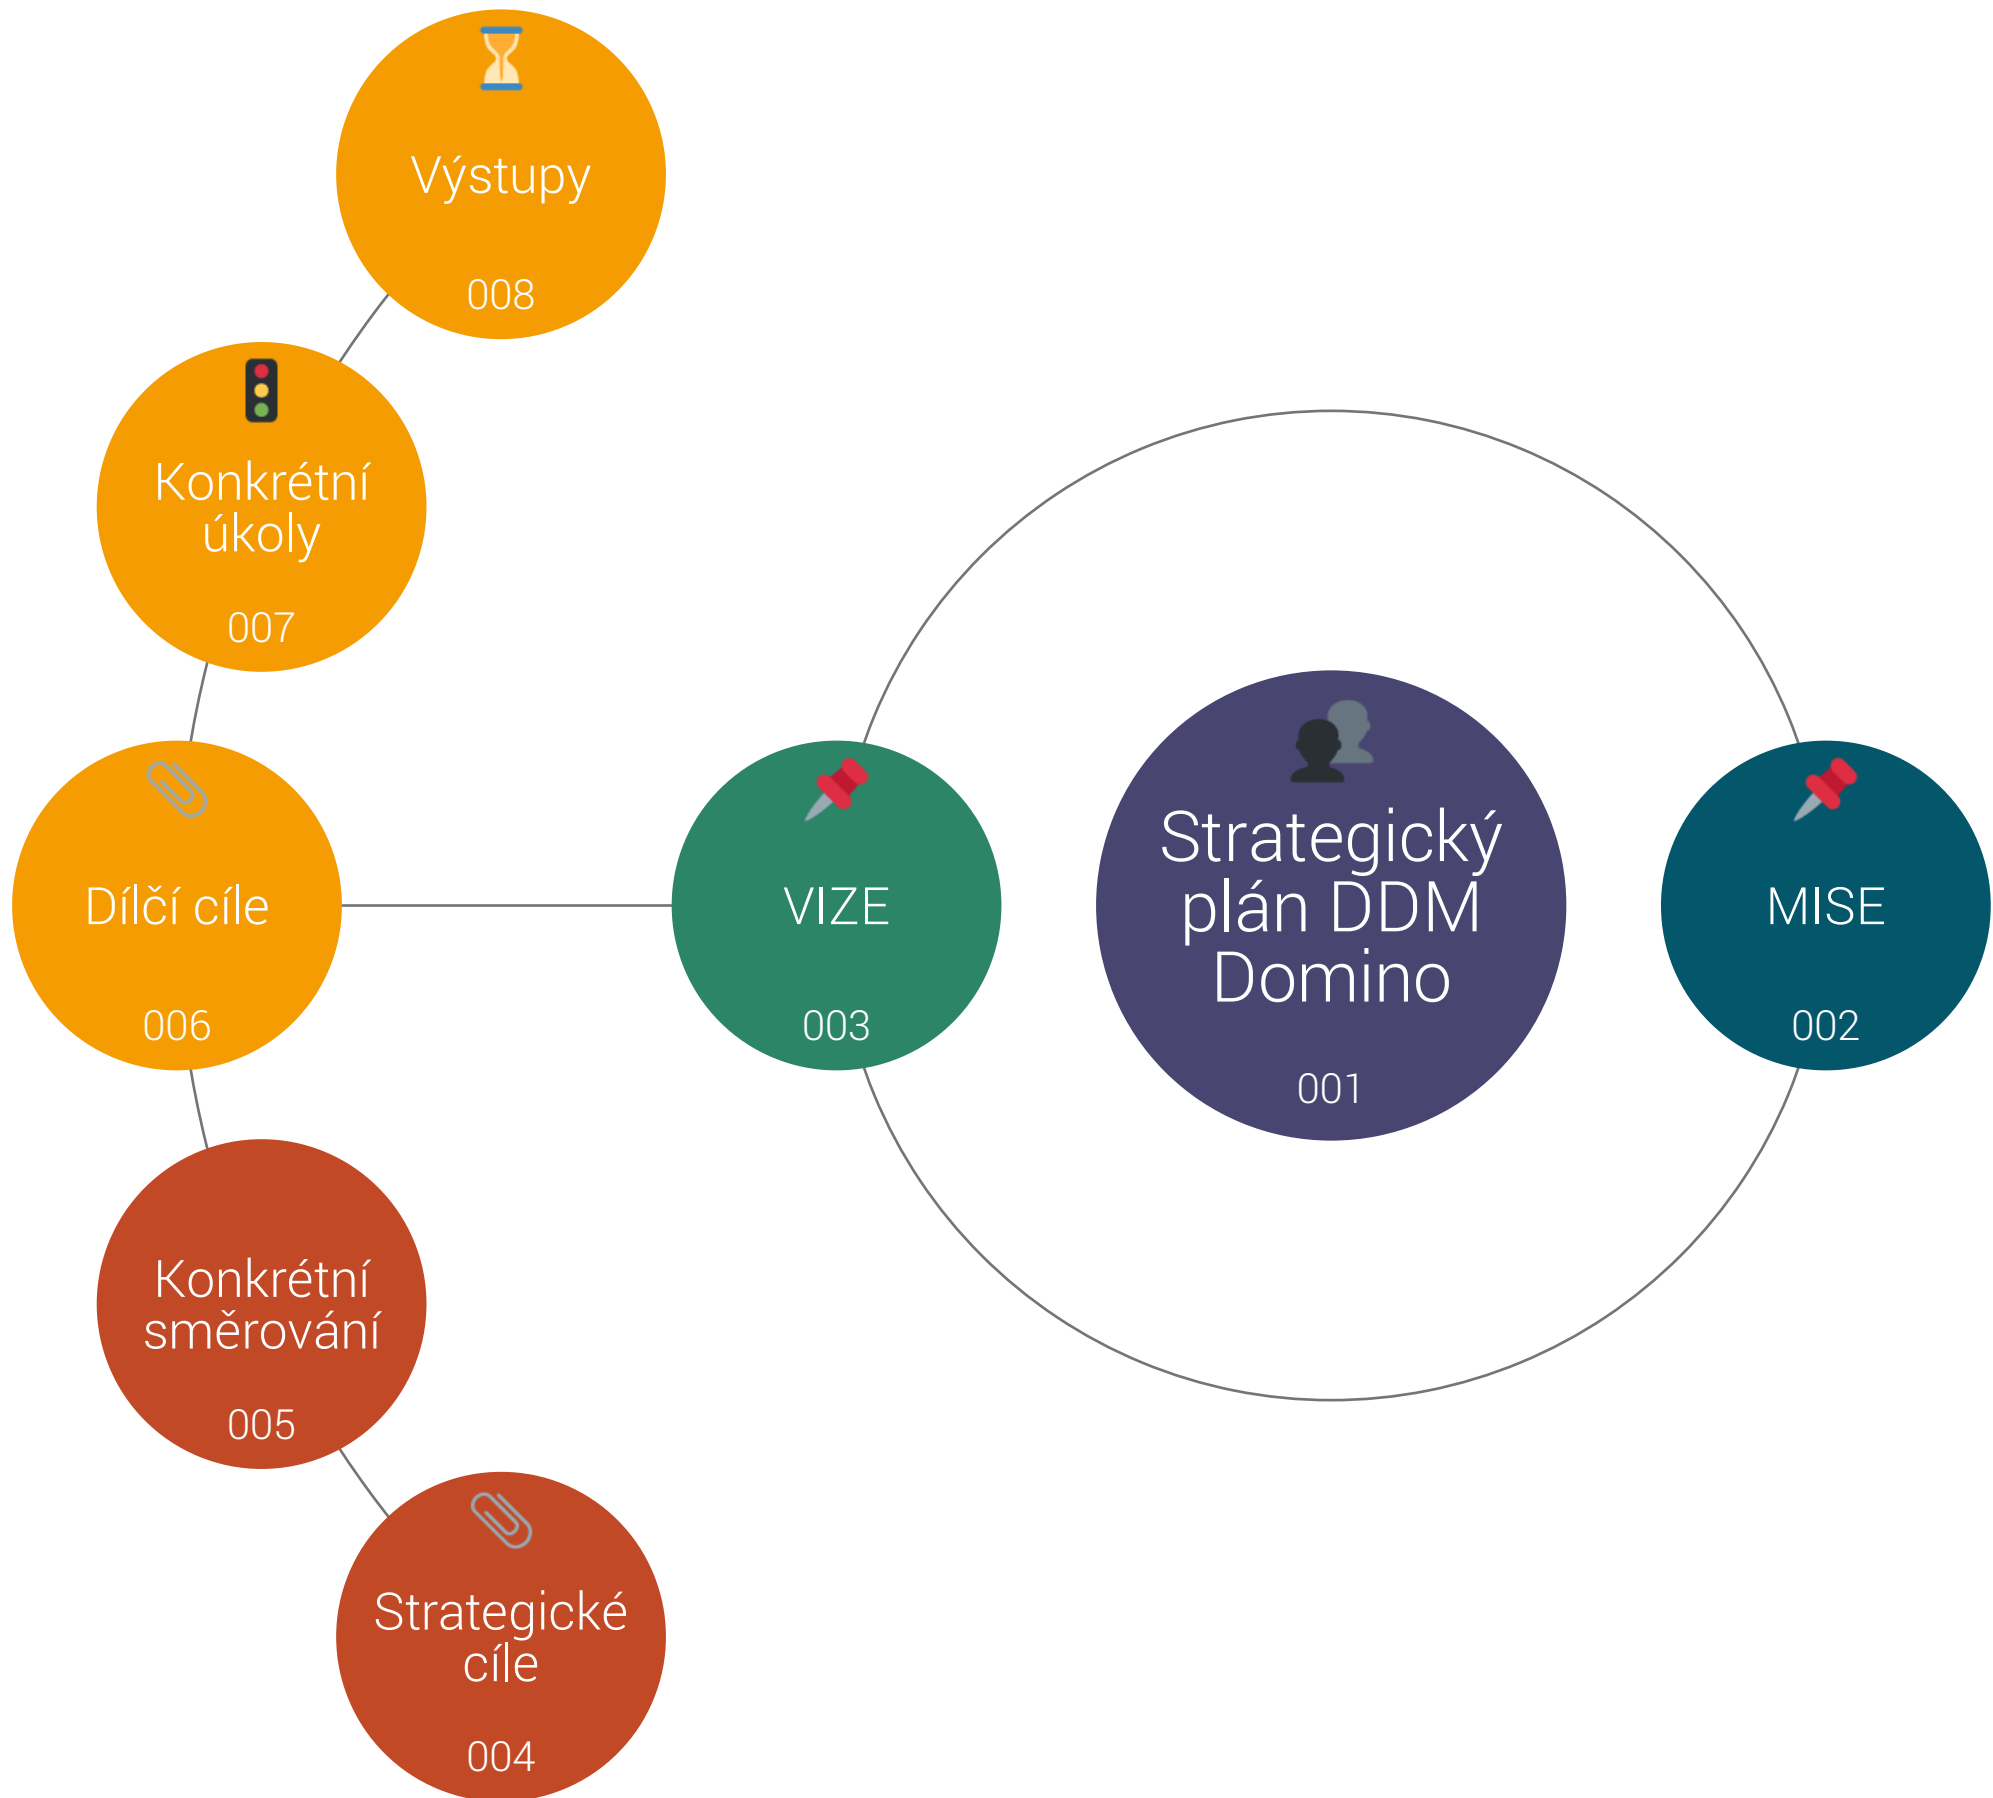 Výstupy
008
Konkrétní
úkoly
007
Dílčí cíle
006
VIZE
003
Strategický
plán DDM
Domino
001
MISE
002
Konkrétní
směrování
005
Strategické
cíle
004